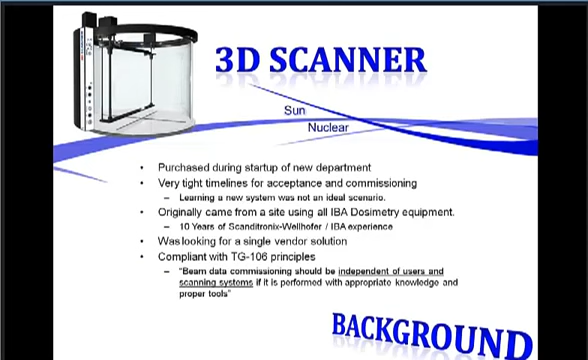 3D SCANNER
Sun
Nuclear
• Purchased during startup of new department
• Very tight timelines for acceptance and commissioning
– Learning a new system was not an ideal scenario.
• Originally came from a site using all IBA Dosimetry equipment.
– 10 Years of Scanditronix-Wellhofer / IBA experience
• Was looking for a single vendor solution
• Compliant with TG-106 principles
– "Beam data commissioning should be independent of users and
scanning systems if it is performed with appropriate knowledge and
proper tools"
BACKGROUND